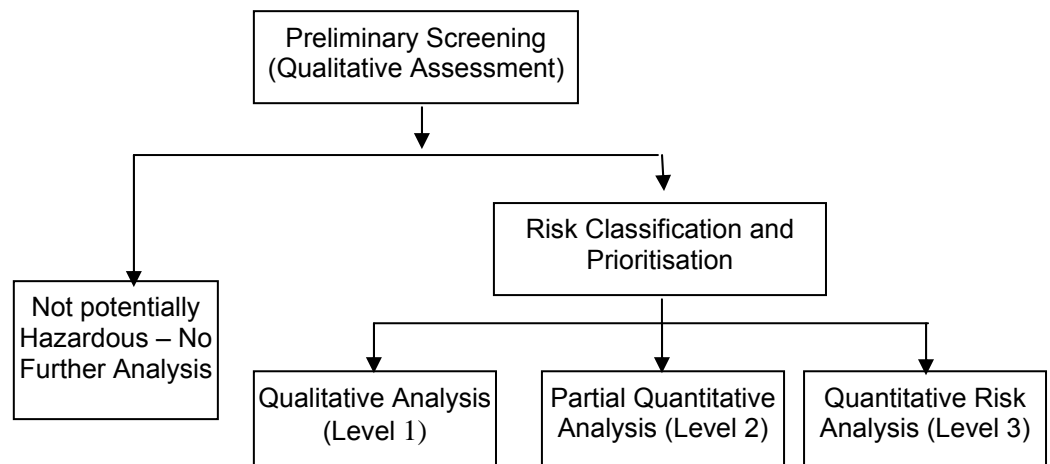 Preliminary Screening
(Qualitative Assessment)
Risk Classification and
Prioritisation
Not potentially
Hazardous – No
Further Analysis
Qualitative Analysis
(Level 1)
Partial Quantitative
Analysis (Level 2)
Quantitative Risk
Analysis (Level 3)